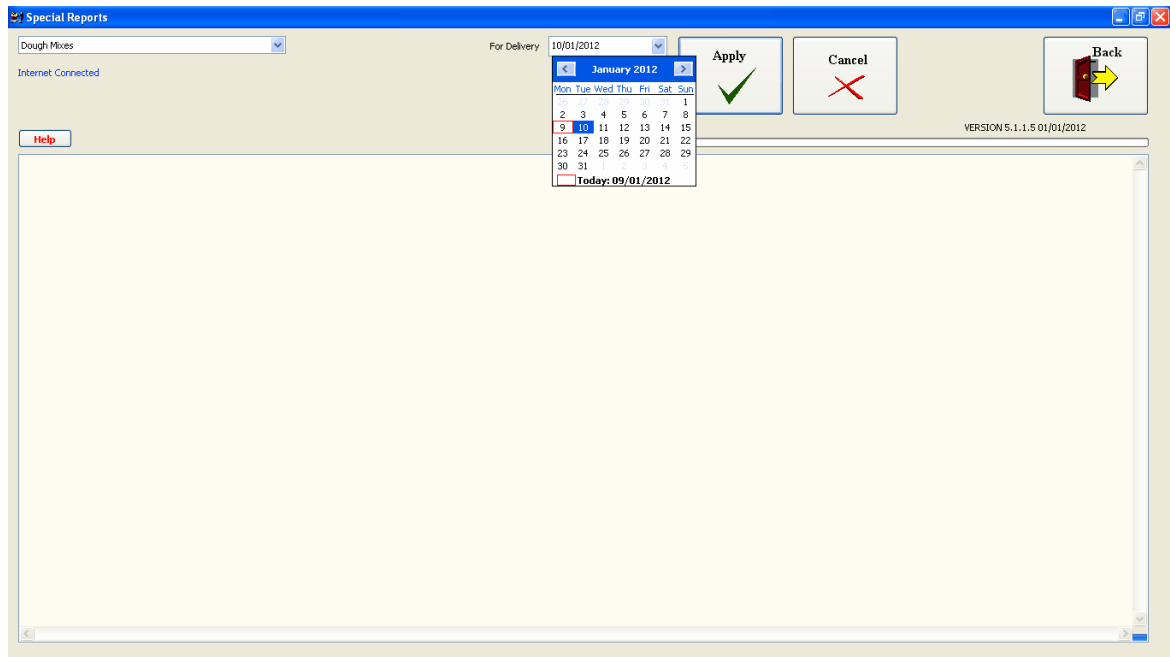 Special Reports
Dough Mixes
For Delivery 10/01/2012
Apply
Cancel
Back
Internet Connected
January 2012
Mon Tue Wed Thu Fri Sat Sun
26 27 28 29 30 31 1
2 3 4 5 6 7 8
9 10 11 12 13 14 15
16 17 18 19 20 21 22
23 24 25 26 27 28 29
30 31 1 2 3 4 5
Today: 09/01/2012
VERSION 5.1.1.5 01/01/2012
Help